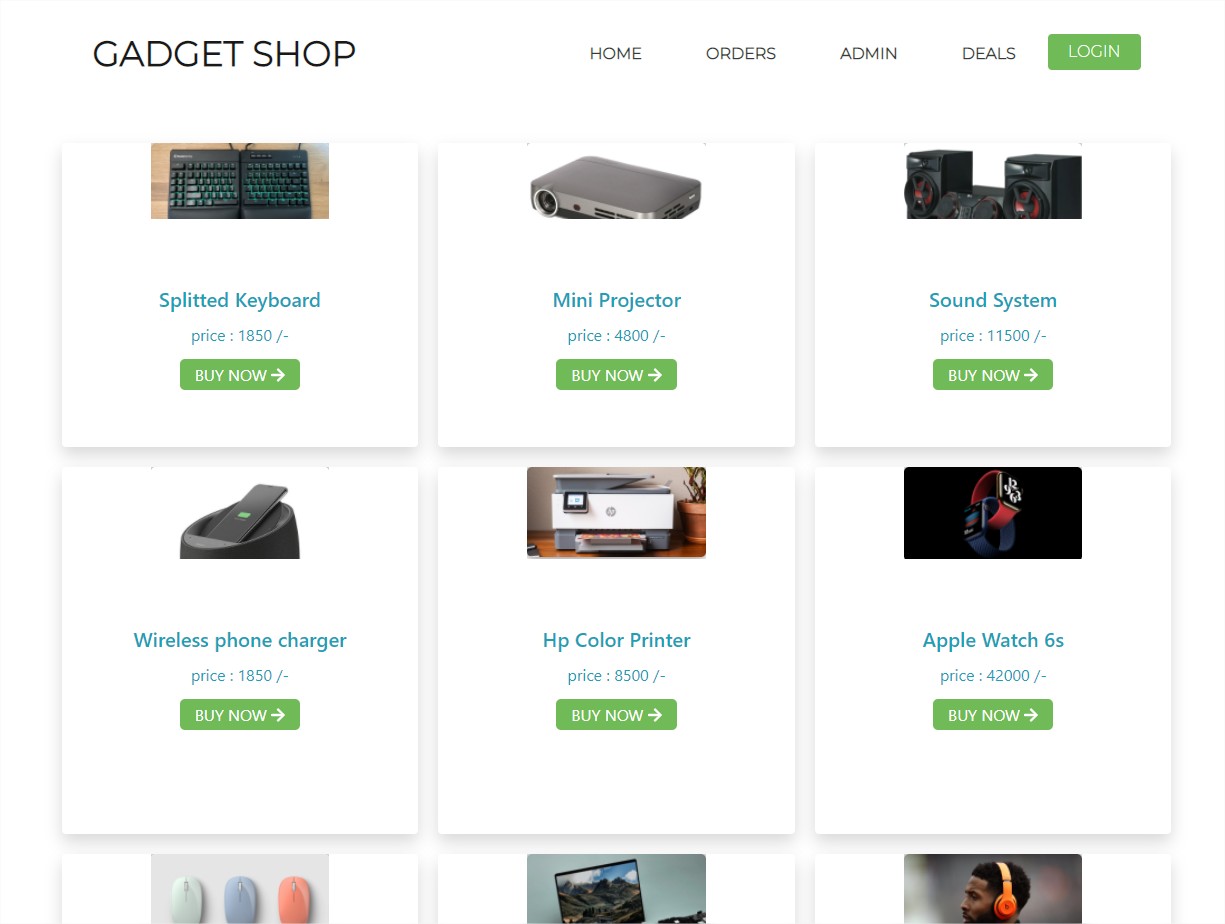 GADGET SHOP
HOME
ORDERS
ADMIN
DEALS
LOGIN
Splitted Keyboard
price : 1850 /-
BUY NOW
Mini Projector
price : 4800 /-
BUY NOW
Sound System
price : 11500 /-
BUY NOW
Wireless phone charger
price : 1850 /-
BUY NOW
Hp Color Printer
price : 8500 /-
BUY NOW
Apple Watch 6s
price : 42000 /-
BUY NOW